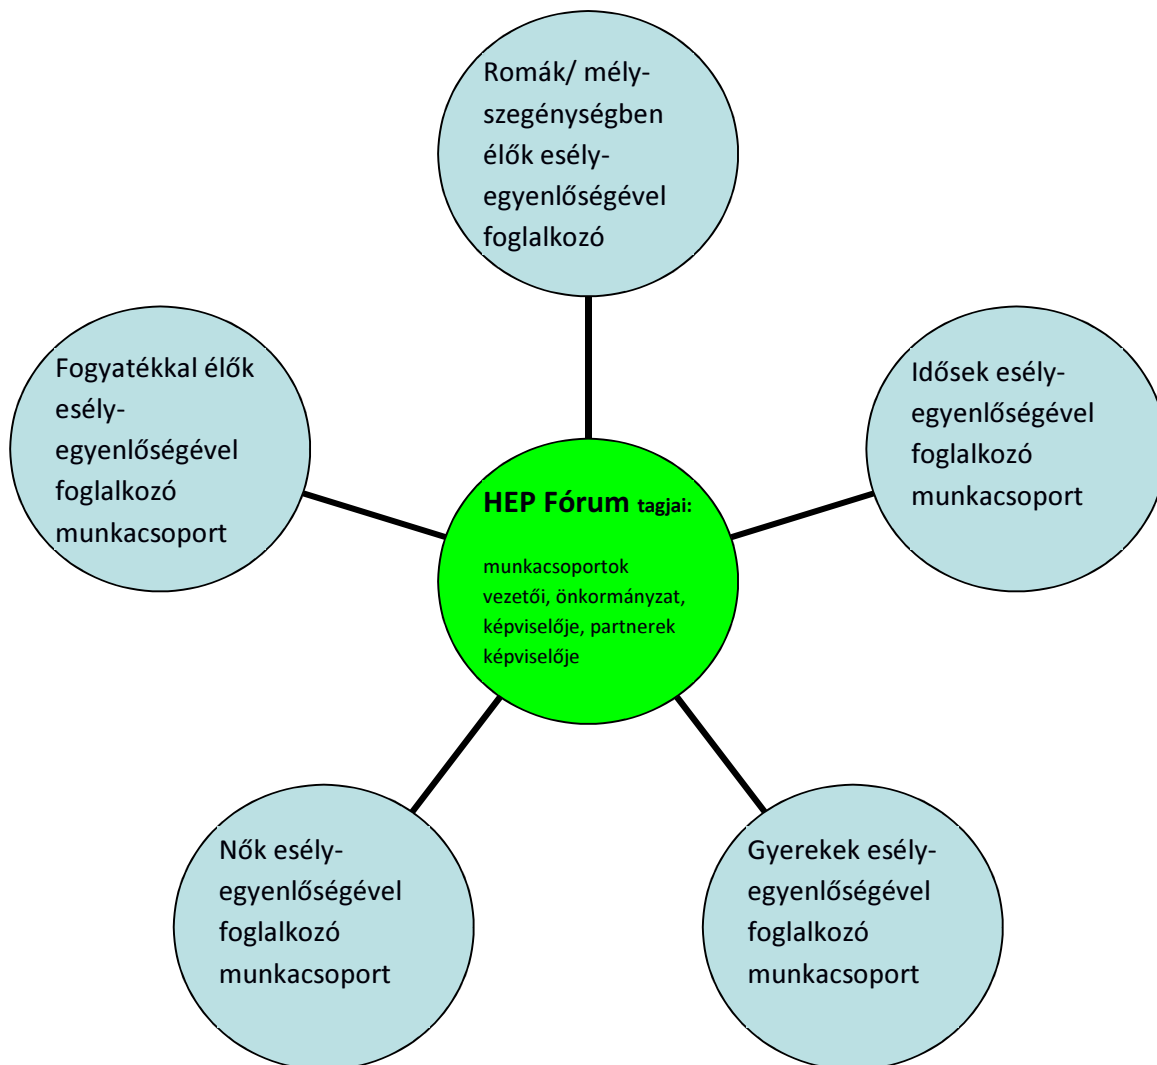 Romák/ mély-
szegénységben
élők esély-
egyenlőségével
foglalkozó
Fogyatékkal élők
esély-
egyenlőségével
foglalkozó
munkacsoport
Idősek esély-
egyenlőségével
foglalkozó
munkacsoport
HEP Fórum tagjai:
munkacsoportok
vezetői, önkormányzat,
képviselője, partnerek
képviselője
Nők esély-
egyenlőségével
foglalkozó
munkacsoport
Gyerekek esély-
egyenlőségével
foglalkozó
munkacsoport